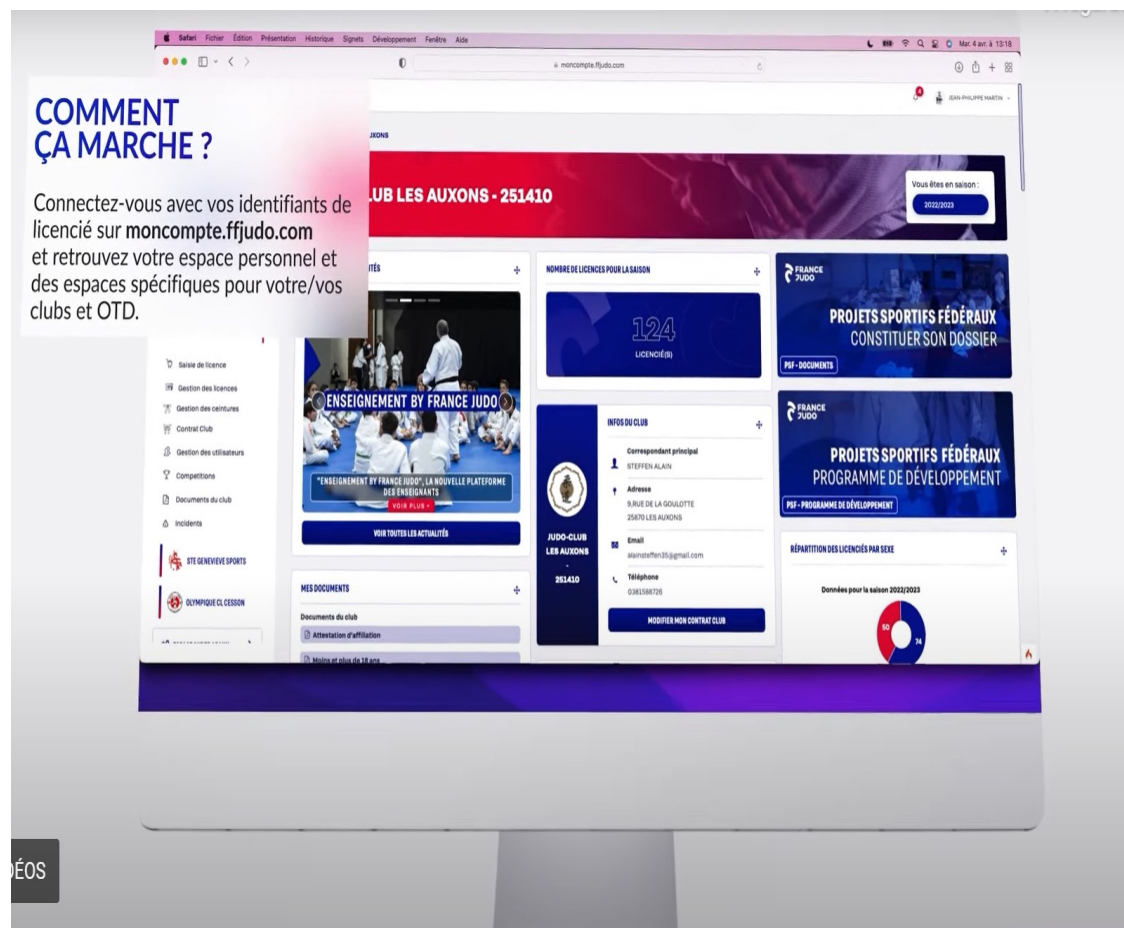 Safari Fichier Édition Présentation Historique Signets Développement Fenêtre Aide
Mar. 4 avr. à 13:18
moncompte.ffjudo.com
JEAN-PHILIPPE MARTIN
COMMENT
ÇA MARCHE ?
Connectez-vous avec vos identifiants de
licencié sur moncompte.ffjudo.com
et retrouvez votre espace personnel et
des espaces spécifiques pour votre/vos
clubs et OTD.
UXONS
UB LES AUXONS - 251410
Vous êtes en saison :
2022/2023
Saisie de licence
Gestion des licences
Gestion des ceintures
Contrat Club
Gestion des utilisateurs
Competitions
Documents du club
Incidents
STE GENEVIEVE SPORTS
OLYMPIQUE CL CESSON
ITÉS
ENSEIGNEMENT BY FRANCE JUDO
"ENSEIGNEMENT BY FRANCE JUDO", LA NOUVELLE PLATEFORME
DES ENSEIGNANTS
VOIR PLUS
VOIR TOUTES LES ACTUALITÉS
MES DOCUMENTS
Documents du club
Attestation d'affiliation
Moins et plus de 18 ans
NOMBRE DE LICENCES POUR LA SAISON
124
LICENCIÉ(S)
JUDO-CLUB
LES AUXONS
-
251410
INFOS DU CLUB
Correspondant principal
STEFFEN ALAIN
Adresse
9,RUE DE LA GOULOTTE
25870 LES AUXONS
Email
alainsteffen35@gmail.com
Téléphone
0381588726
MODIFIER MON CONTRAT CLUB
FRANCE
JUDO
PROJETS SPORTIFS FÉDÉRAUX
CONSTITUER SON DOSSIER
PSF - DOCUMENTS
FRANCE
JUDO
PROJETS SPORTIFS FÉDÉRAUX
PROGRAMME DE DÉVELOPPEMENT
PSF - PROGRAMME DE DÉVELOPPEMENT
RÉPARTITION DES LICENCIÉS PAR SEXE
Données pour la saison 2022/2023
50
74
DÉOS